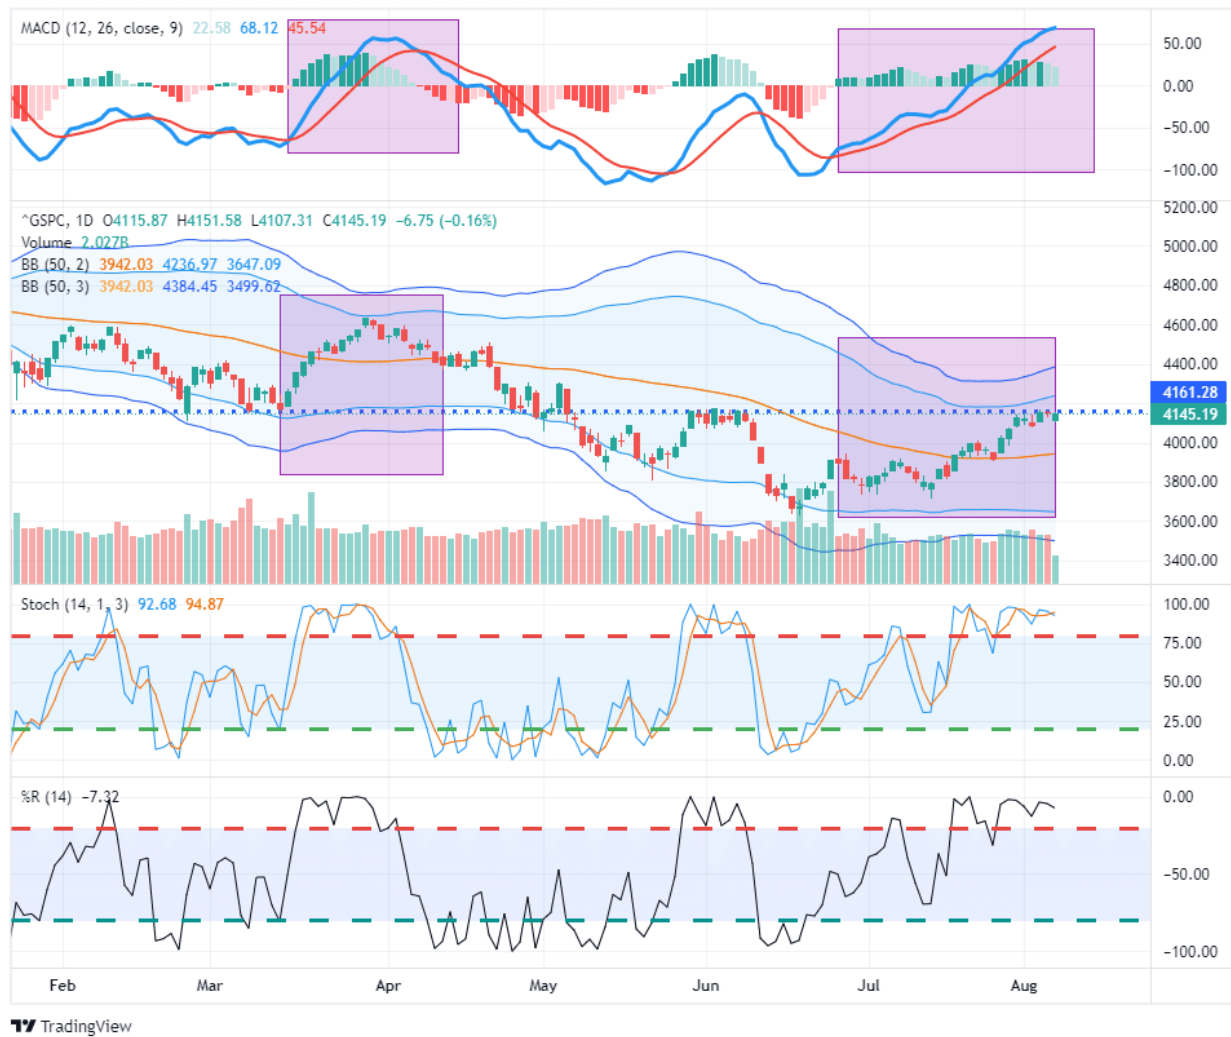 MACD (12, 26, close, 9) 22.58 68.12 45.54
50.00
0.00
−50.00
−100.00
5200.00
^GSPC, 1D O4115.87 H4151.58 L4107.31 C4145.19 −6.75 (−0.16%)
Volume 2.027B
5000.00
BB (50, 2) 3942.03 4236.97 3647.09
BB (50, 3) 3942.03 4384.45 3499.62
4800.00
4600.00
4400.00
4161.28
4145.19
4000.00
3800.00
3600.00
3400.00
Stoch (14, 1, 3) 92.68 94.87
100.00
75.00
50.00
25.00
0.00
%R (14) −7.32
0.00
−50.00
−100.00
Feb Mar Apr May Jun Jul Aug
TradingView